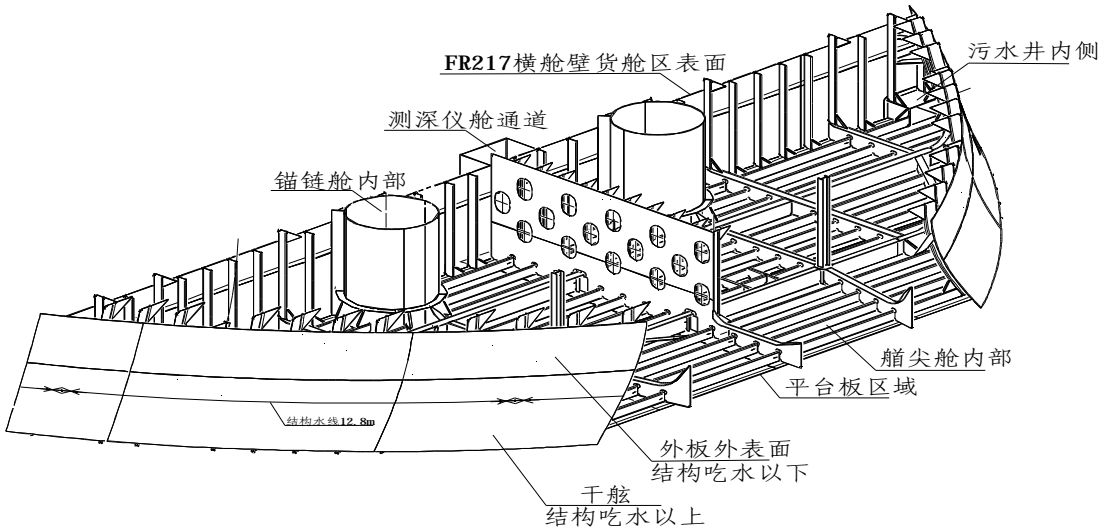 FR217横舱壁货舱区表面
污水井内侧
测深仪舱通道
锚链舱内部
艏尖舱内部
平台板区域
结构水线12.8m
外板外表面
结构吃水以下
干舷
结构吃水以上